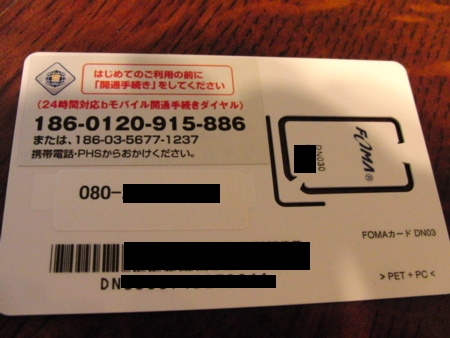 はじめてのご利用の前に
「開通手続き」をしてください
（24時間対応bモバイル開通手続きダイヤル）
186-0120-915-886
または、186-03-5677-1237
携帯電話・PHSからおかけください。
080-
DN030
FOMA®
FOMAカード DN03
DN
> PET + PC <